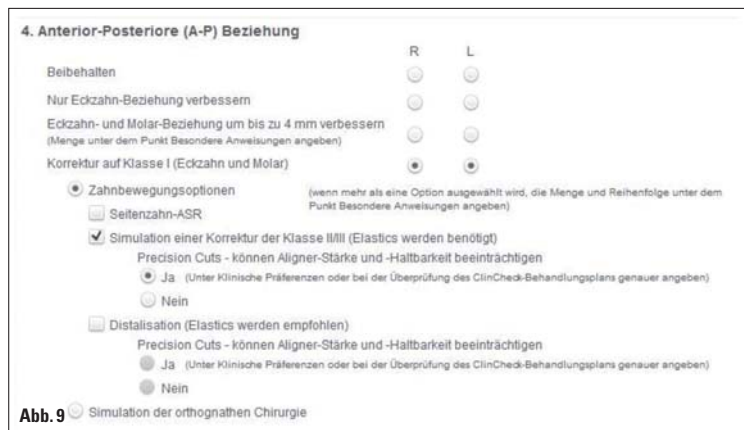 4. Anterior-Posteriore (A-P) Beziehung
R L
Beibehalten
Nur Eckzahn-Beziehung verbessern
Eckzahn- und Molar-Beziehung um bis zu 4 mm verbessern
(Menge unter dem Punkt Besondere Anweisungen angeben)
Korrektur auf Klasse I (Eckzahn und Molar)
Zahnbewegungsoptionen (wenn mehr als eine Option ausgewählt wird, die Menge und Reihenfolge unter dem
Punkt Besondere Anweisungen angeben)
Seitenzahn-ASR
Simulation einer Korrektur der Klasse II/III (Elastics werden benötigt)
Precision Cuts - können Aligner-Stärke und -Haltbarkeit beeinträchtigen
Ja (Unter Klinische Präferenzen oder bei der Überprüfung des ClinCheck-Behandlungsplans genauer angeben)
Nein
Distalisation (Elastics werden empfohlen)
Precision Cuts - können Aligner-Stärke und -Haltbarkeit beeinträchtigen
Ja (Unter Klinische Präferenzen oder bei der Überprüfung des ClinCheck-Behandlungsplans genauer angeben)
Nein
Abb. 9 Simulation der orthognathen Chirurgie